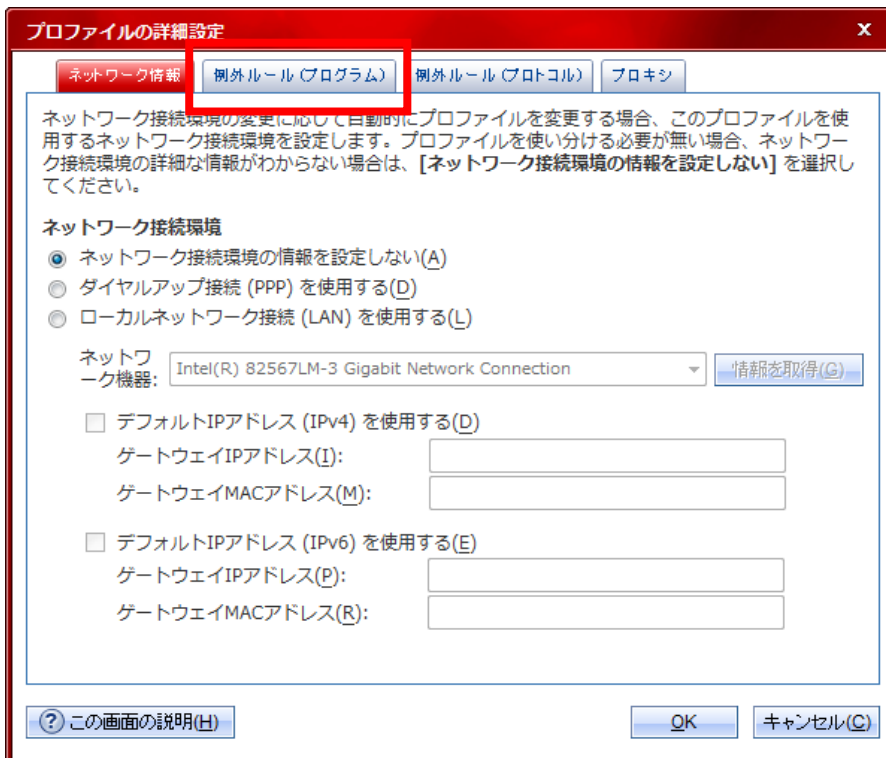 プロファイルの詳細設定
x
ネットワーク情報 例外ルール(プログラム) 例外ルール(プロトコル) プロキシ
ネットワーク接続環境の変更に応じて自動的にプロファイルを変更する場合、このプロファイルを使
用するネットワーク接続環境を設定します。プロファイルを使い分ける必要が無い場合、ネットワー
ク接続環境の詳細な情報がわからない場合は、[ネットワーク接続環境の情報を設定しない] を選択し
てください。
ネットワーク接続環境
ネットワーク接続環境の情報を設定しない(A)
ダイヤルアップ接続 (PPP) を使用する(D)
ローカルネットワーク接続 (LAN) を使用する(L)
ネットワ
ーク機器:
Intel(R) 82567LM-3 Gigabit Network Connection
情報を取得(G)
デフォルトIPアドレス (IPv4) を使用する(D)
ゲートウェイIPアドレス(I):
ゲートウェイMACアドレス(M):
デフォルトIPアドレス (IPv6) を使用する(E)
ゲートウェイIPアドレス(P):
ゲートウェイMACアドレス(R):
? この画面の説明(H)
OK
キャンセル(C)